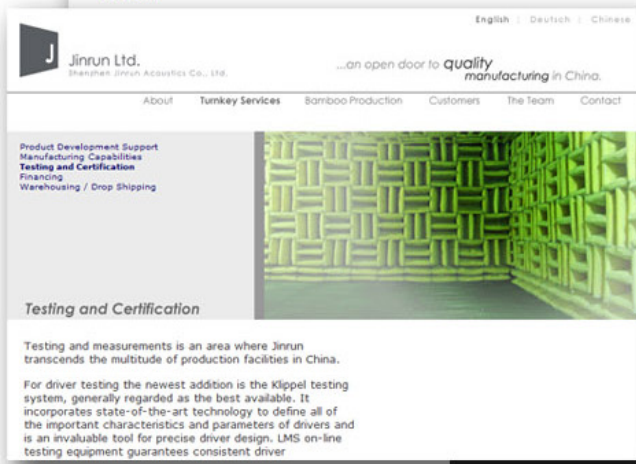 English : Deutsch : Chinese
J
Jinrun Ltd.
Shenzhen Jinrun Acoustics Co., Ltd.
...an open door to quality
manufacturing in China.
About Turnkey Services Bamboo Production Customers The Team Contact
Product Development Support
Manufacturing Capabilities
Testing and Certification
Financing
Warehousing / Drop Shipping
Testing and Certification
Testing and measurements is an area where Jinrun
transcends the multitude of production facilities in China.
For driver testing the newest addition is the Klippel testing
system, generally regarded as the best available. It
incorporates state-of-the-art technology to define all of
the important characteristics and parameters of drivers and
is an invaluable tool for precise driver design. LMS on-line
testing equipment guarantees consistent driver